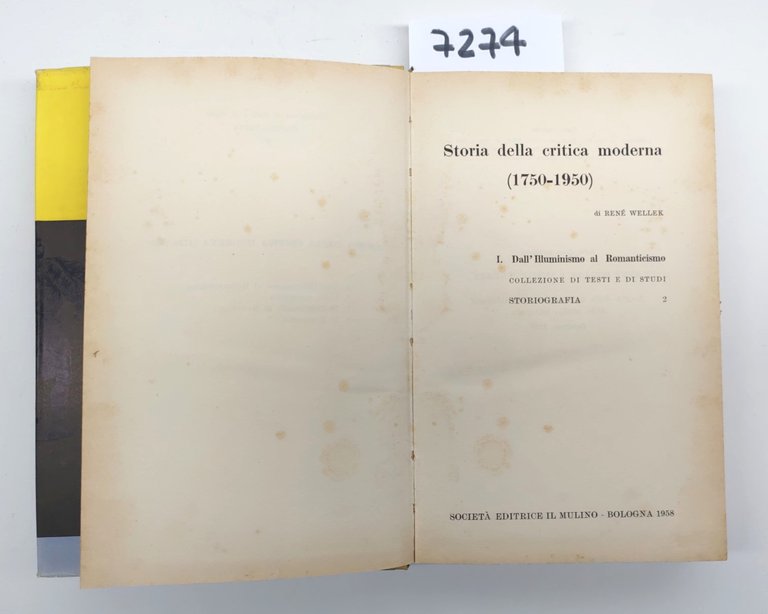 7274
Storia della critica moderna
(1750-1950)
di RENÉ WELLEK
I. Dall'Illuminismo al Romanticismo
COLLEZIONE DI TESTI E DI STUDI
STORIOGRAFIA 2
SOCIETÀ EDITRICE IL MULINO - BOLOGNA 1958